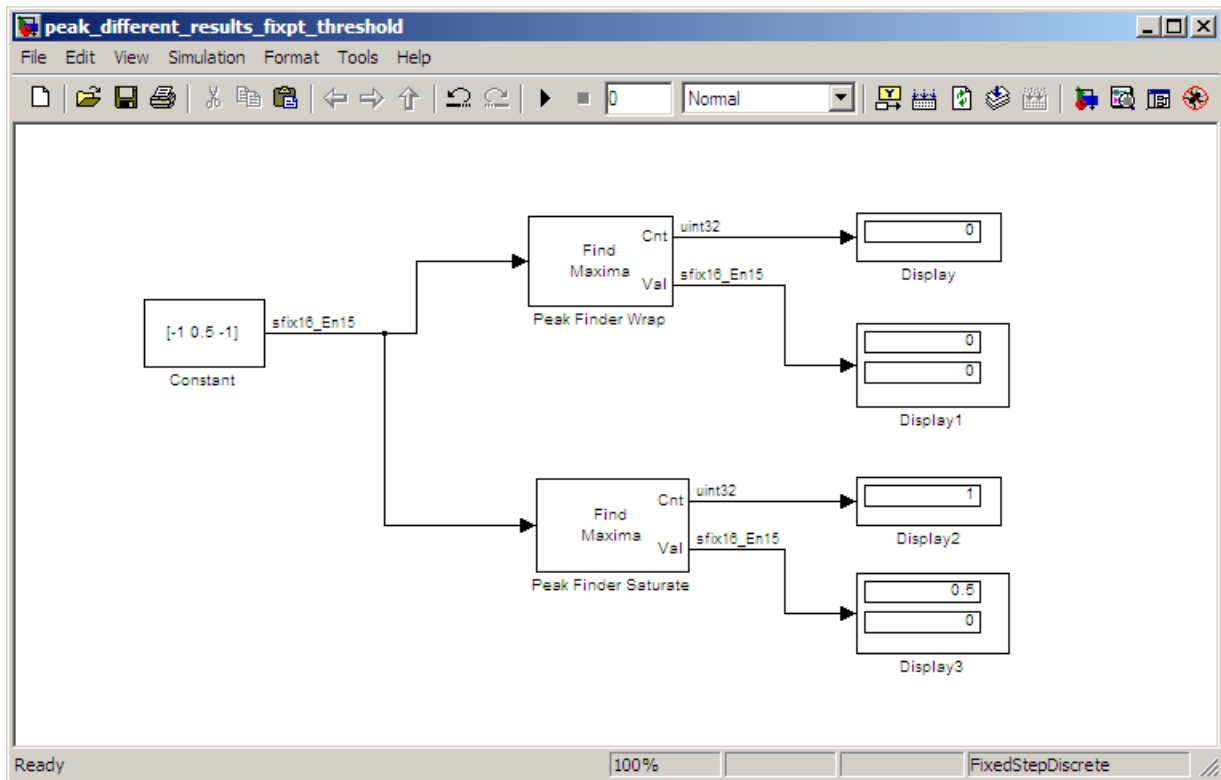 peak_different_results_fixpt_threshold
File Edit View Simulation Format Tools Help
0 Normal
[-1 0.5 -1]
Constant
sfix16_En15
Find
Maxima
Cnt
Val
Peak Finder Wrap
uint32
sfix16_En15
0
Display
0
0
Display1
Find
Maxima
Cnt
Val
Peak Finder Saturate
uint32
sfix16_En15
1
Display2
0.5
0
Display3
Ready 100% FixedStepDiscrete